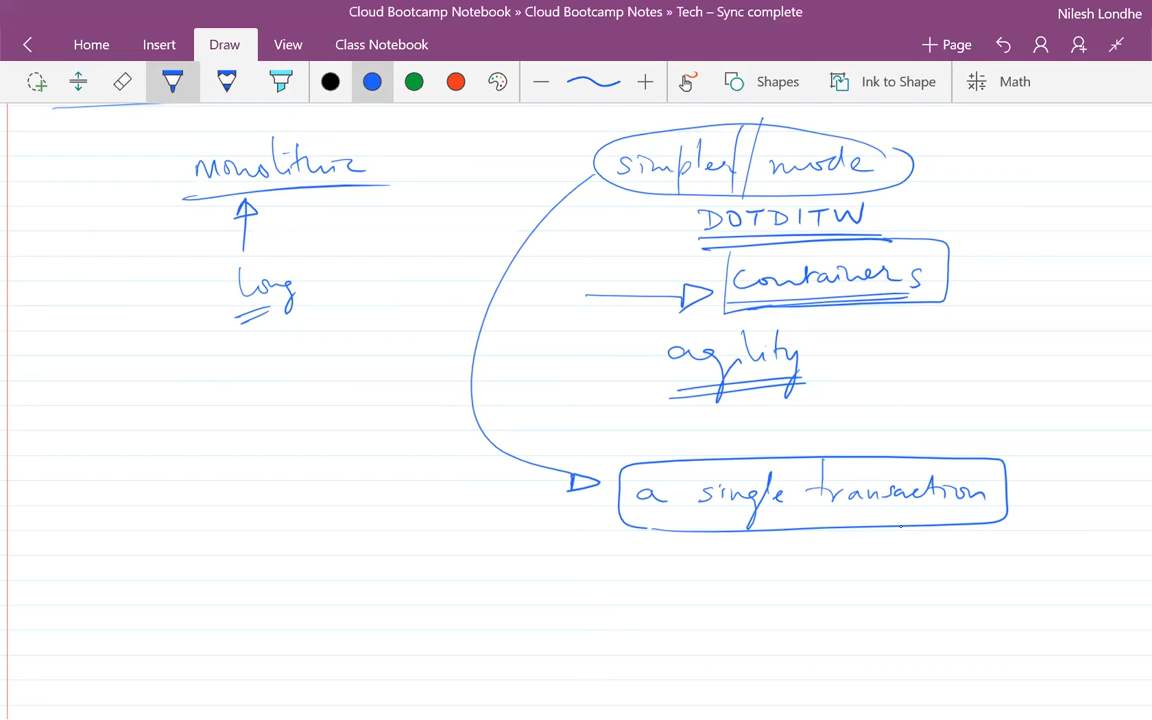 Cloud Bootcamp Notebook » Cloud Bootcamp Notes » Tech – Sync complete
Nilesh Londhe
Home Insert Draw View Class Notebook
Page
Shapes Ink to Shape Math
monolithic
simpler mode
DOTDITW
containers
long
agility
a single transaction